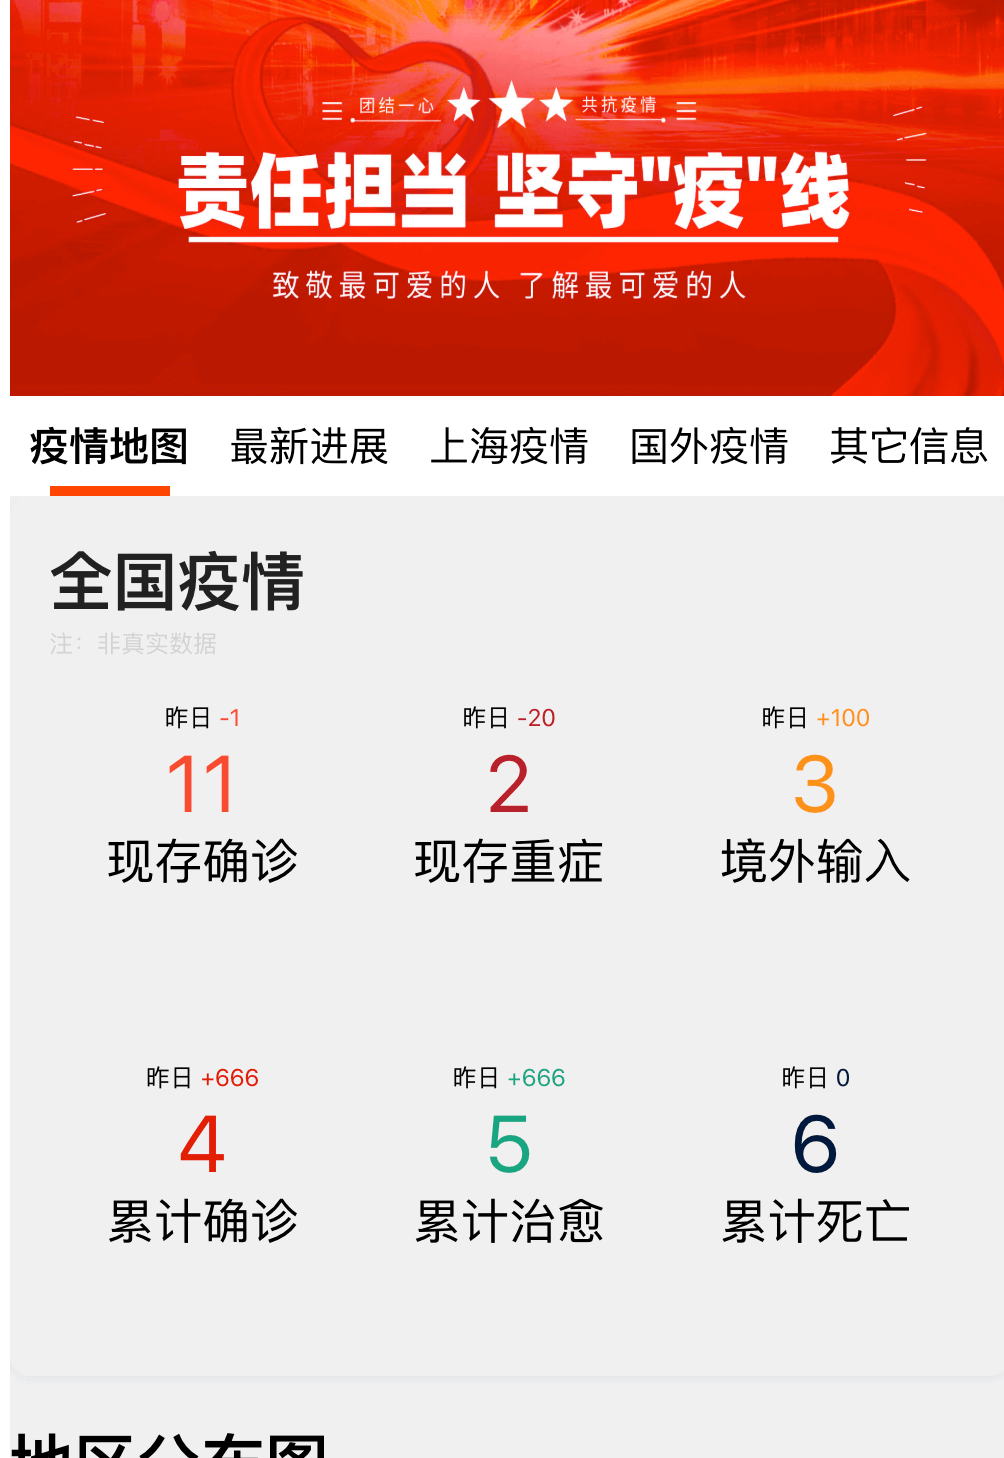 团结一心 共抗疫情
责任担当 坚守"疫"线
致敬最可爱的人 了解最可爱的人
疫情地图 最新进展 上海疫情 国外疫情 其它信息
全国疫情
注：非真实数据
昨日 -1 昨日 -20 昨日 +100
11 2 3
现存确诊 现存重症 境外输入
昨日 +666 昨日 +666 昨日 0
4 5 6
累计确诊 累计治愈 累计死亡
地区分布图